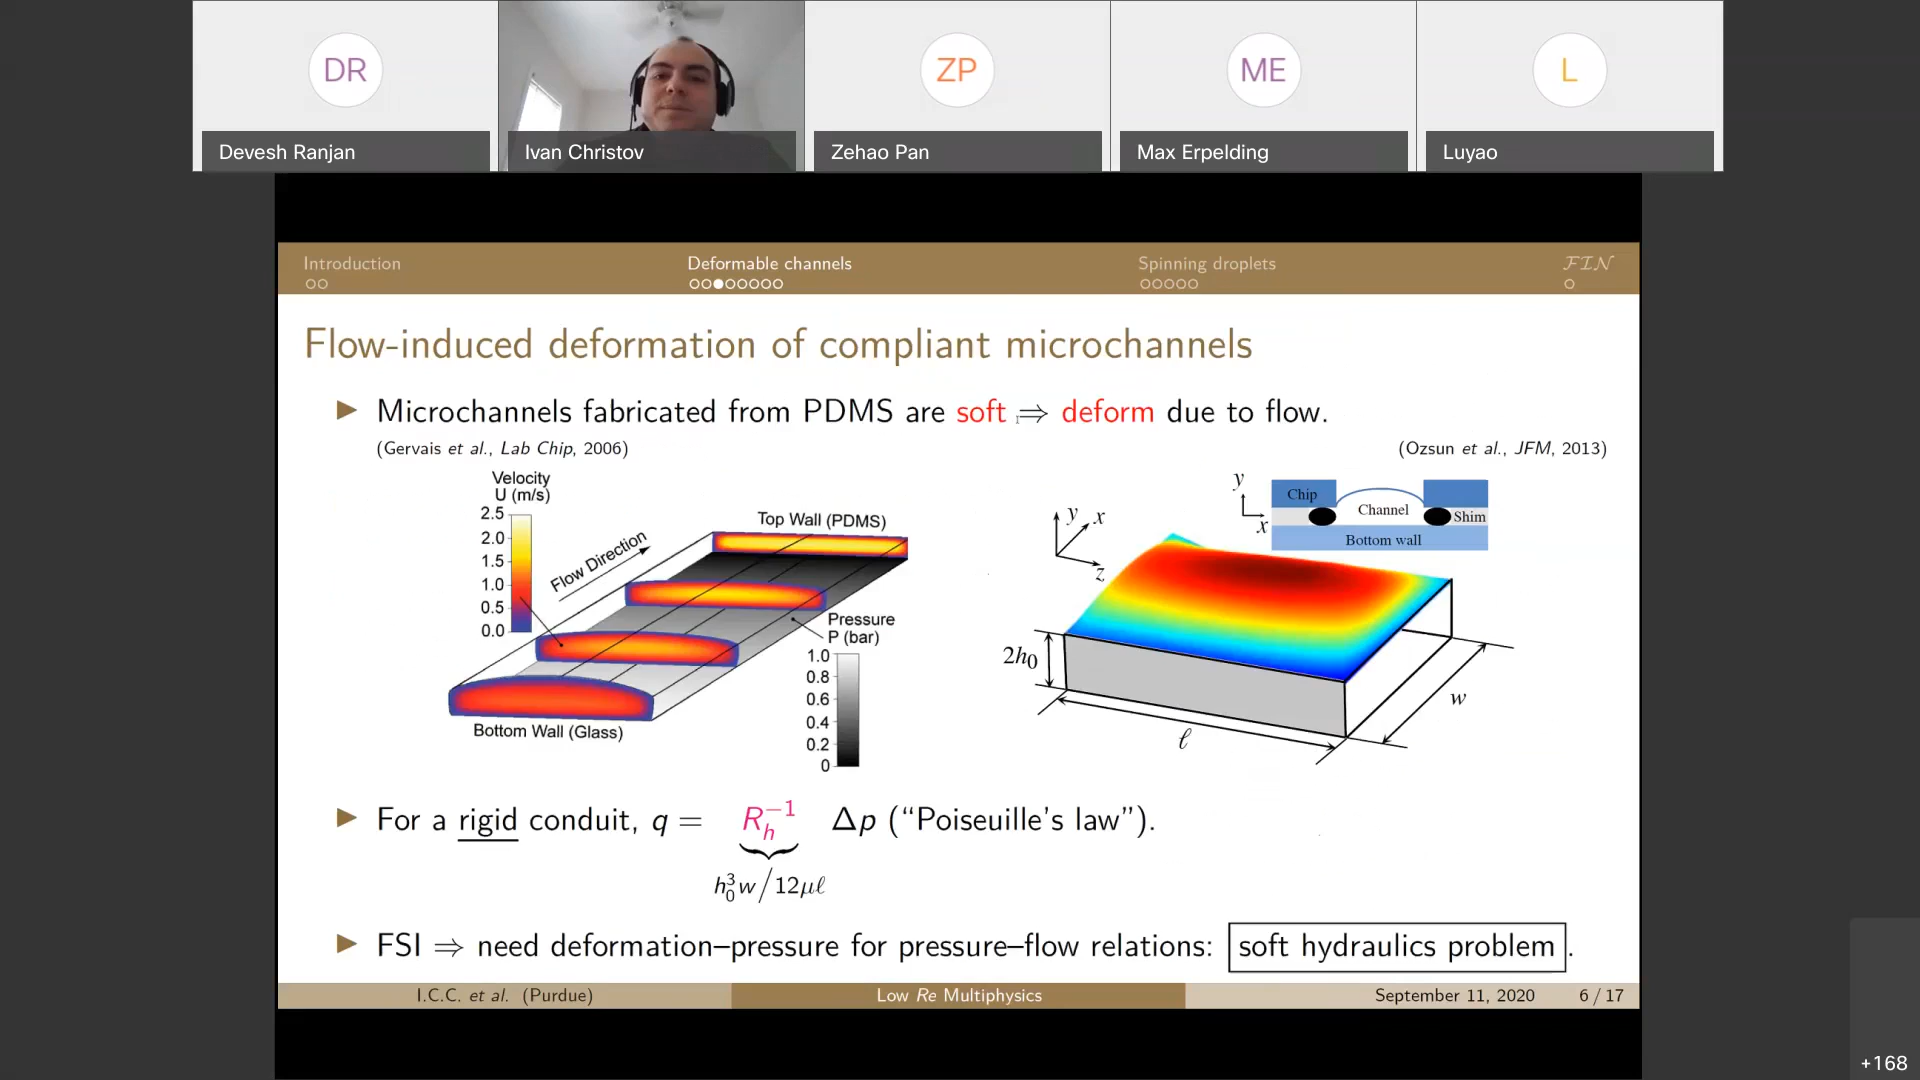 DR
ZP
ME
L
Devesh Ranjan
Ivan Christov
Zehao Pan
Max Erpelding
Luyao
Introduction
Deformable channels
Spinning droplets
FIN
Flow-induced deformation of compliant microchannels
Microchannels fabricated from PDMS are soft ⇒ deform due to flow.
(Gervais et al., Lab Chip, 2006)
(Ozsun et al., JFM, 2013)
Velocity
U (m/s)
2.5
2.0
1.5
1.0
0.5
0.0
Flow Direction
Top Wall (PDMS)
Pressure
P (bar)
1.0
0.8
0.6
0.4
0.2
0
Bottom Wall (Glass)
y
x
Chip
Channel
Shim
Bottom wall
y
x
z
2h₀
ℓ
w
For a rigid conduit, q = R_h^{-1} Δp (“Poiseuille’s law”).
h₀³w/12μℓ
FSI ⇒ need deformation–pressure for pressure–flow relations: soft hydraulics problem.
I.C.C. et al. (Purdue)
Low Re Multiphysics
September 11, 2020
6 / 17
+168